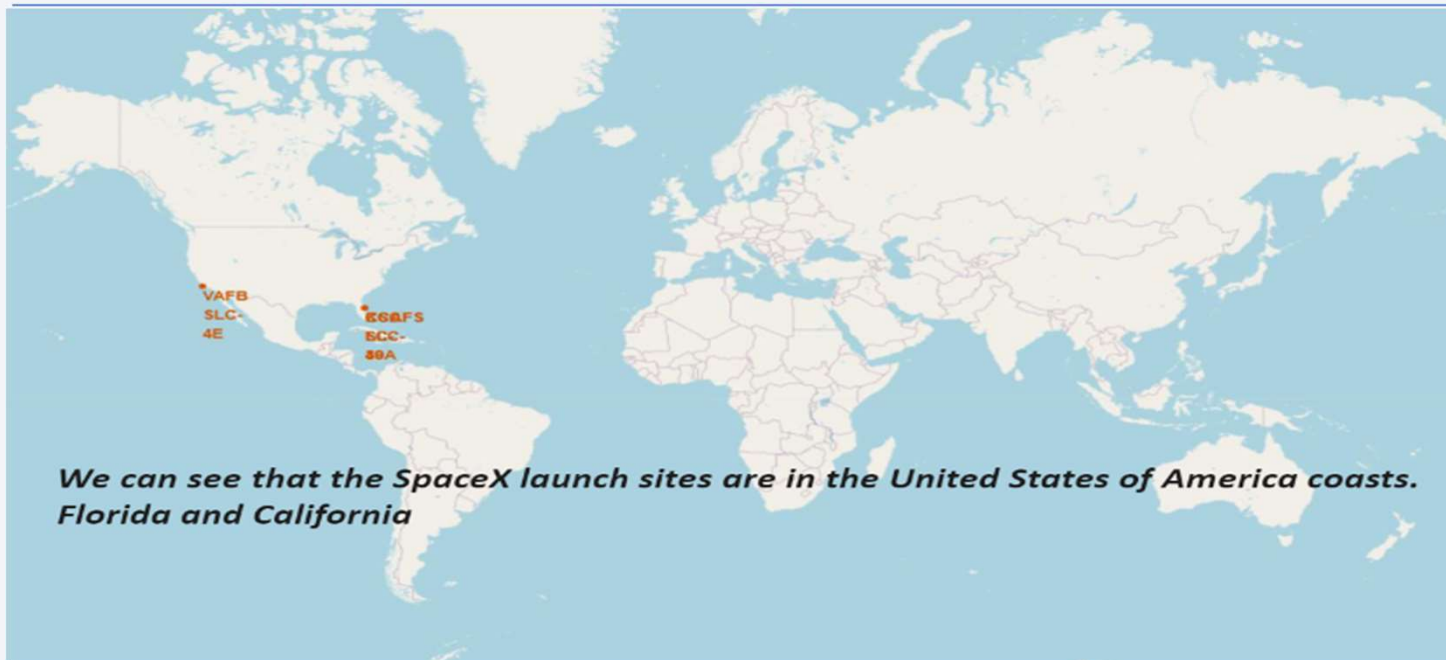 VAFB
SLC-
4E
We can see that the SpaceX launch sites are in the United States of America coasts.
Florida and California